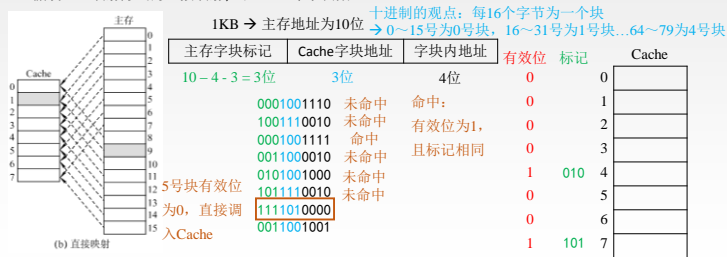 主存
Cache
0
1
2
3
4
5
6
7
0
1
2
3
4
5
6
7
8
9
10
11
12
13
14
15
(b) 直接映射
1KB → 主存地址为10位
十进制的观点：每16个字节为一个块
→ 0~15号为0号块，16~31号为1号块…64~79为4号块
主存字块标记 Cache字块地址 字块内地址
10 – 4 - 3 = 3位 3位 4位
0001001110 未命中
1001110010 未命中
0001001111 命中
0011000010 未命中
0101001000 未命中
1011110010 未命中
1111010000
0011001001
命中：
有效位为1，
且标记相同
5号块有效位
为0，直接调
入Cache
有效位 标记 Cache
0 0
0 1
0 2
0 3
1 010 4
0 5
0 6
1 101 7